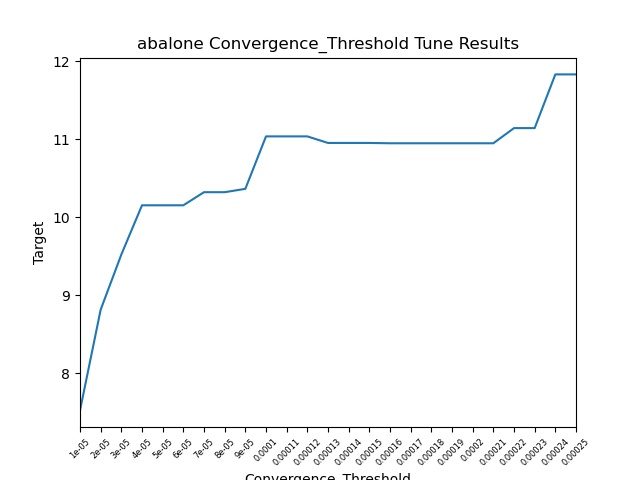 abalone Convergence_Threshold Tune Results
12
11
10
9
8
Target
1e-05 2e-05 3e-05 4e-05 5e-05 6e-05 7e-05 8e-05 9e-05 0.0001 0.00011 0.00012 0.00013 0.00014 0.00015 0.00016 0.00017 0.00018 0.00019 0.0002 0.00021 0.00022 0.00023 0.00024 0.00025
Convergence_Threshold